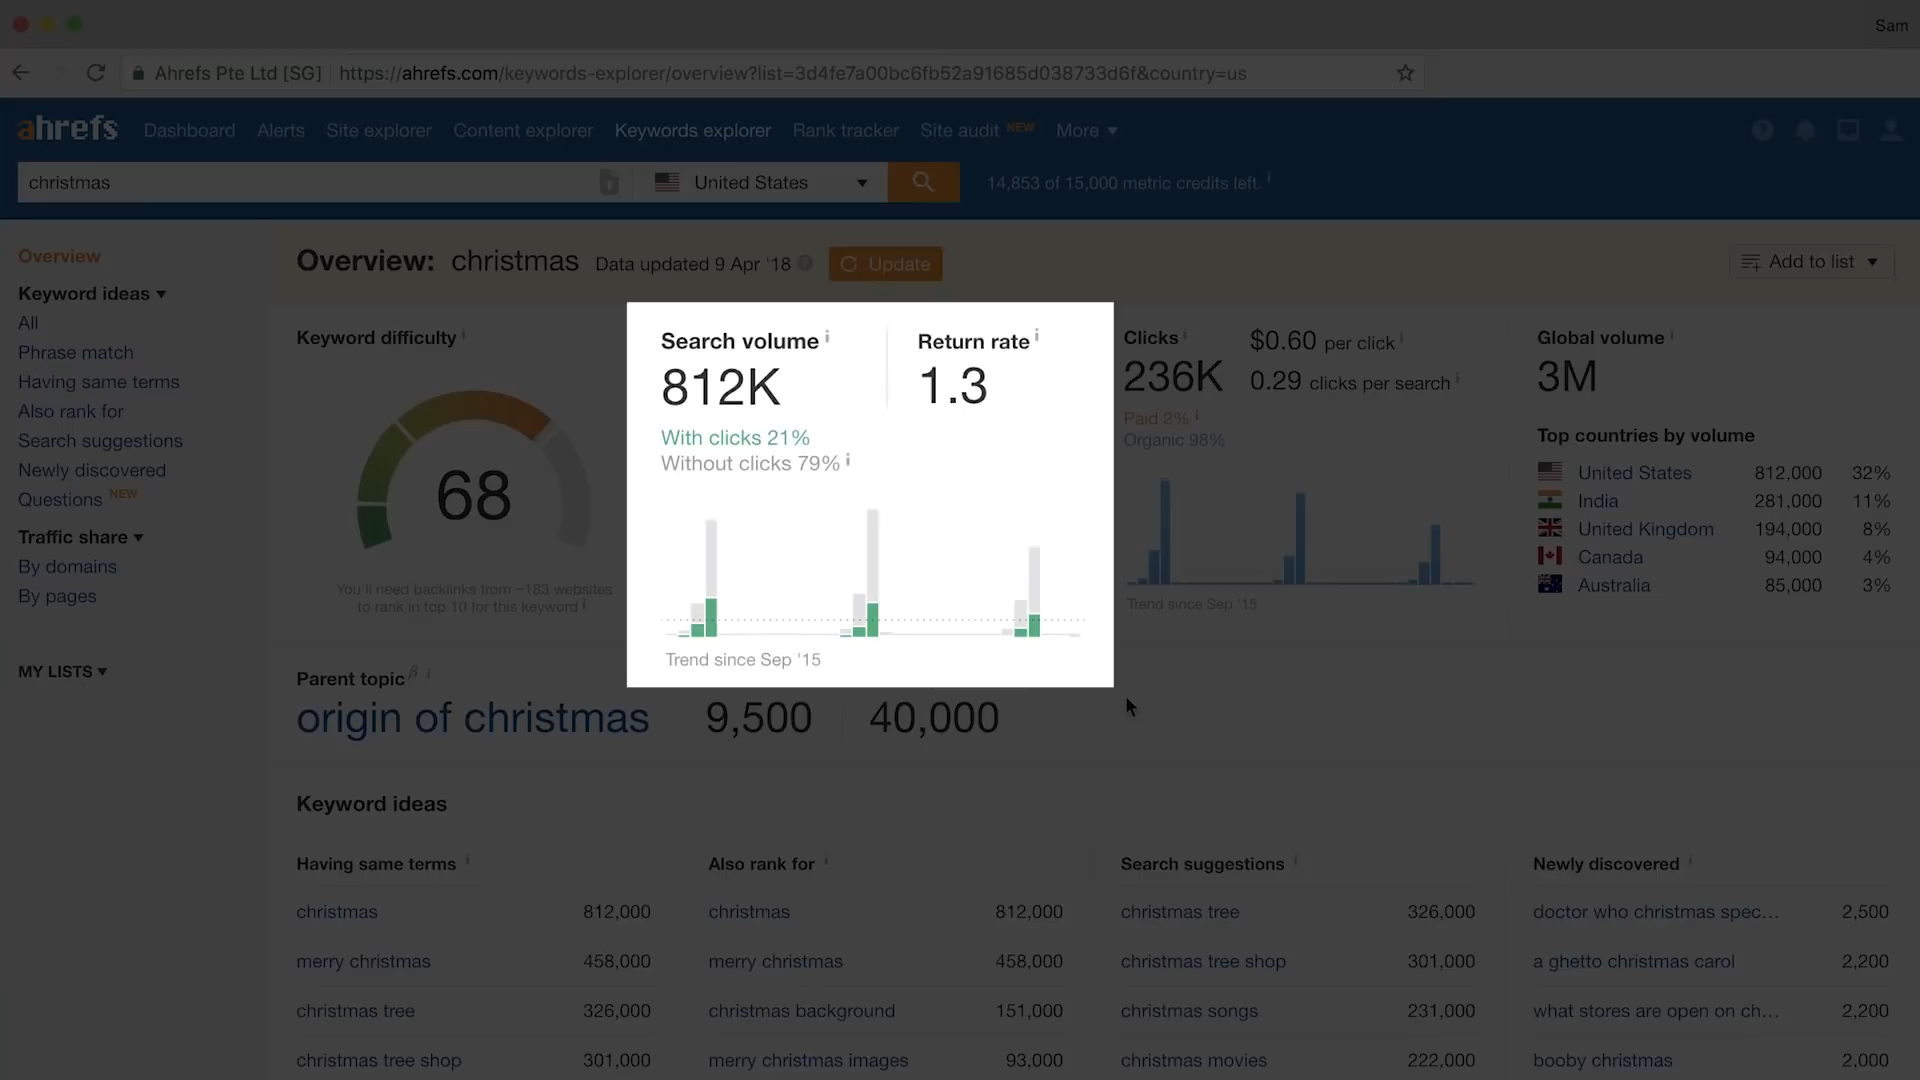 Sam
Ahrefs Pte Ltd [SG] https://ahrefs.com/keywords-explorer/overview?list=3d4fe7a00bc6fb52a91685d038733d6f&country=us
ahrefs Dashboard Alerts Site explorer Content explorer Keywords explorer Rank tracker Site audit NEW More
christmas United States 14,853 of 15,000 metric credits left.
Overview
Keyword ideas
All
Phrase match
Having same terms
Also rank for
Search suggestions
Newly discovered
Questions NEW
Traffic share
By domains
By pages
MY LISTS
Overview: christmas Data updated 9 Apr '18 Update Add to list
Keyword difficulty
68
You'll need backlinks from ~183 websites
to rank in top 10 for this keyword
Search volume
812K
With clicks 21%
Without clicks 79%
Trend since Sep '15
Return rate
1.3
Clicks
236K
$0.60 per click
0.29 clicks per search
Paid 2%
Organic 98%
Trend since Sep '15
Global volume
3M
Top countries by volume
United States 812,000 32%
India 281,000 11%
United Kingdom 194,000 8%
Canada 94,000 4%
Australia 85,000 3%
Parent topic β
origin of christmas 9,500 40,000
Keyword ideas
Having same terms
christmas 812,000
merry christmas 458,000
christmas tree 326,000
christmas tree shop 301,000
Also rank for
christmas 812,000
merry christmas 458,000
christmas background 151,000
merry christmas images 93,000
Search suggestions
christmas tree 326,000
christmas tree shop 301,000
christmas songs 231,000
christmas movies 222,000
Newly discovered
doctor who christmas spec... 2,500
a ghetto christmas carol 2,200
what stores are open on ch... 2,200
booby christmas 2,000